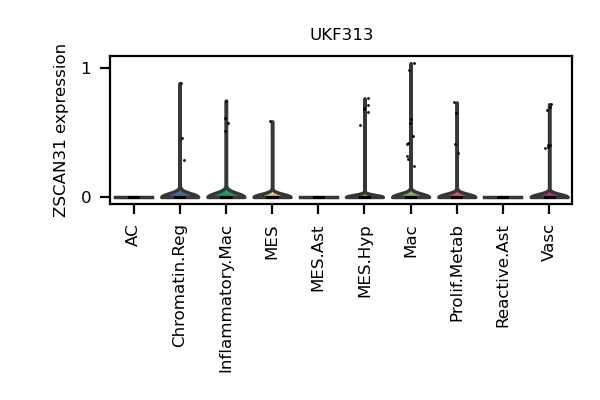 UKF313
ZSCAN31 expression
1
0
AC
Chromatin.Reg
Inflammatory.Mac
MES
MES.Ast
MES.Hyp
Mac
Prolif.Metab
Reactive.Ast
Vasc